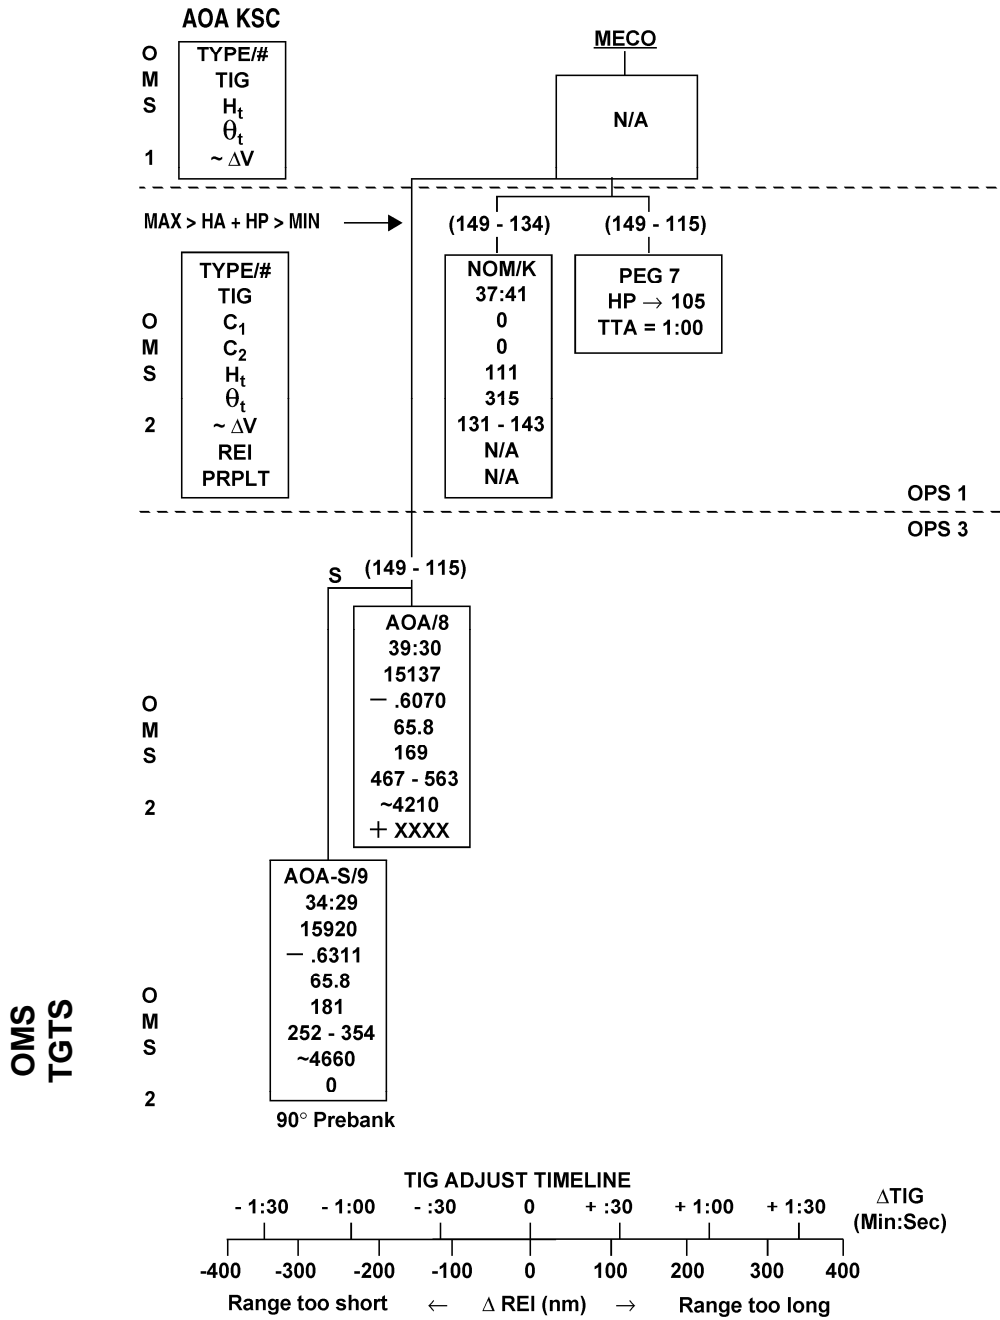 AOA KSC
O
M
S
1
TYPE/#
TIG
Ht
θt
~ ΔV
MECO
N/A
MAX > HA + HP > MIN
(149 - 134)
(149 - 115)
O
M
S
2
TYPE/#
TIG
C1
C2
Ht
θt
~ ΔV
REI
PRPLT
NOM/K
37:41
0
0
111
315
131 - 143
N/A
N/A
PEG 7
HP → 105
TTA = 1:00
OPS 1
OPS 3
S
(149 - 115)
O
M
S
2
AOA/8
39:30
15137
− .6070
65.8
169
467 - 563
~4210
+ XXXX
O
M
S
2
AOA-S/9
34:29
15920
− .6311
65.8
181
252 - 354
~4660
0
90° Prebank
OMS
TGTS
TIG ADJUST TIMELINE
- 1:30 - 1:00 - :30 0 + :30 + 1:00 + 1:30
ΔTIG
(Min:Sec)
-400 -300 -200 -100 0 100 200 300 400
Range too short ← Δ REI (nm) → Range too long